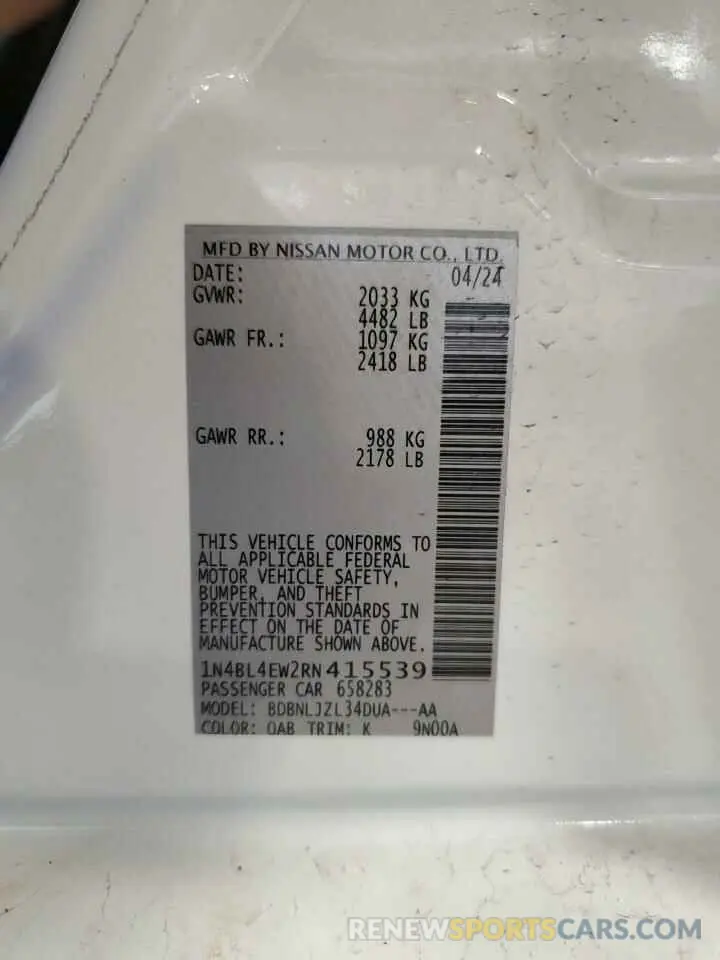 MFD BY NISSAN MOTOR CO., LTD.
DATE: 04/24
GVWR: 2033 KG
4482 LB
GAWR FR.: 1097 KG
2418 LB
GAWR RR.: 988 KG
2178 LB
THIS VEHICLE CONFORMS TO
ALL APPLICABLE FEDERAL
MOTOR VEHICLE SAFETY,
BUMPER, AND THEFT
PREVENTION STANDARDS IN
EFFECT ON THE DATE OF
MANUFACTURE SHOWN ABOVE.
1N4BL4EW2RN415539
PASSENGER CAR 658283
MODEL: BDBNLJZL34DUA---AA
COLOR: QAB TRIM: K 9N00A
RENEWSPORTSCARS.COM